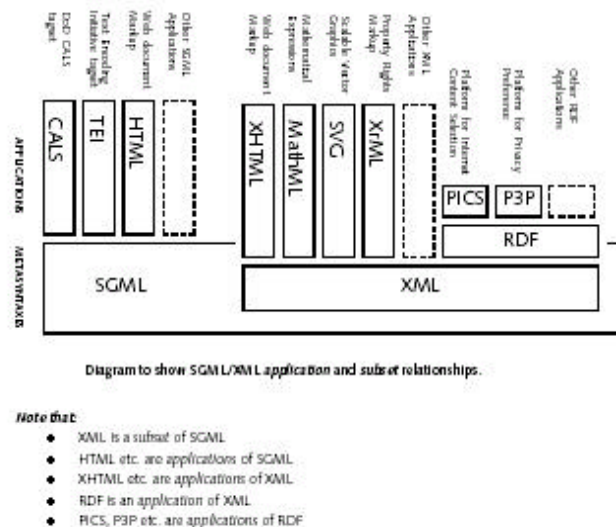 DoD CALS
tagset
Text Encoding
Initiative tagset
Web document
Markup
Other SGML
Applications
Web document
Markup
Mathematical
Expressions
Scalable Vector
Graphics
Property Rights
Markup
Other XML
Applications
Platform for Internet
Content Selection
Platform for Privacy
Preference
Other RDF
Applications
APPLICATIONS
CALS
TEI
HTML
XHTML
MathML
SVG
XrML
PICS
P3P
RDF
METASYNTAXES
SGML
XML
Diagram to show SGML/XML application and subset relationships.
Note that:
● XML is a subset of SGML
● HTML etc. are applications of SGML
● XHTML etc. are applications of XML
● RDF is an application of XML
● PICS, P3P etc. are applications of RDF